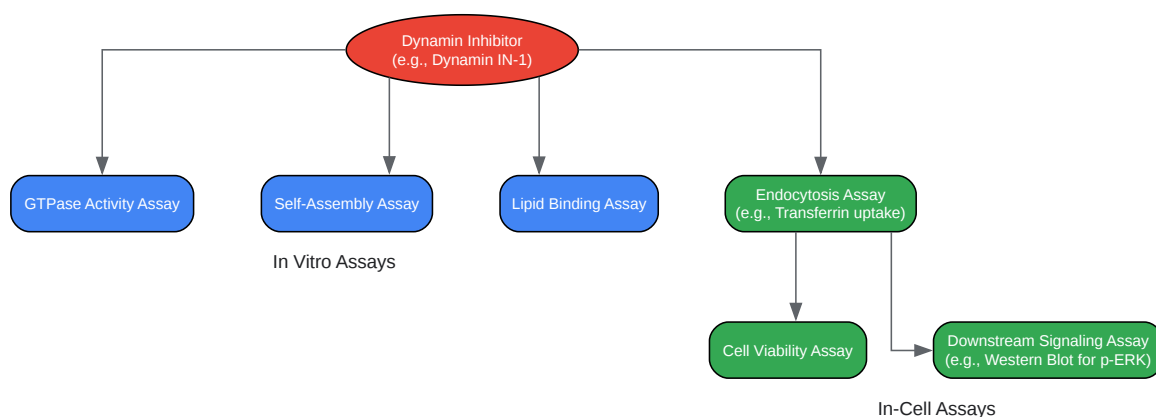 Dynamin Inhibitor
(e.g., Dynamin IN-1)
GTPase Activity Assay
Self-Assembly Assay
Lipid Binding Assay
Endocytosis Assay
(e.g., Transferrin uptake)
In Vitro Assays
Cell Viability Assay
Downstream Signaling Assay
(e.g., Western Blot for p-ERK)
In-Cell Assays